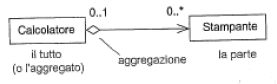 0..1
0..*
Calcolatore
Stampante
il tutto
(o l'aggregato)
aggregazione
la parte